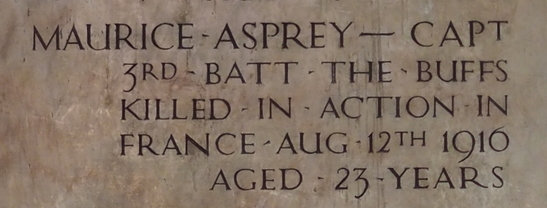 MAURICE - ASPREY — CAPT
3RD - BATT - THE - BUFFS
KILLED - IN - ACTION - IN
FRANCE - AUG - 12TH 1916
AGED - 23 - YEARS